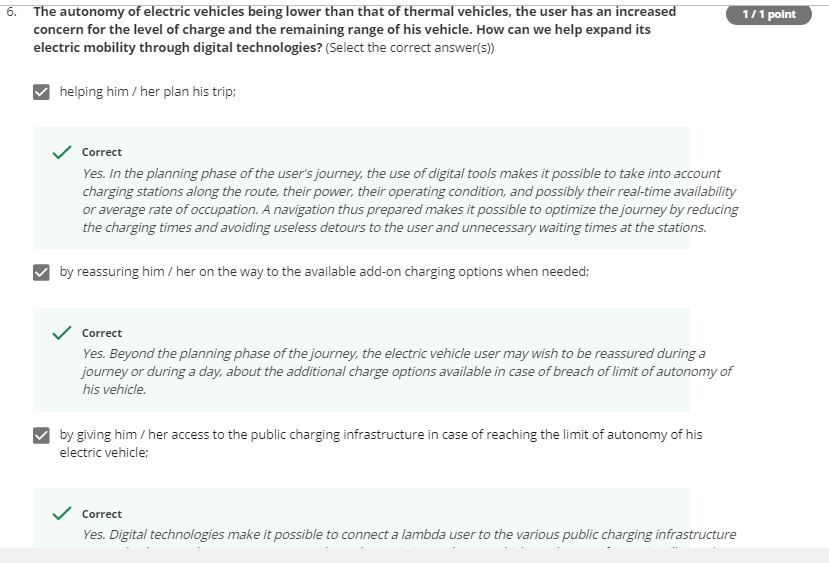 6. The autonomy of electric vehicles being lower than that of thermal vehicles, the user has an increased
1 / 1 point
concern for the level of charge and the remaining range of his vehicle. How can we help expand its
electric mobility through digital technologies? (Select the correct answer(s))
helping him / her plan his trip;
Correct
Yes. In the planning phase of the user's journey, the use of digital tools makes it possible to take into account
charging stations along the route, their power, their operating condition, and possibly their real-time availability
or average rate of occupation. A navigation thus prepared makes it possible to optimize the journey by reducing
the charging times and avoiding useless detours to the user and unnecessary waiting times at the stations.
by reassuring him / her on the way to the available add-on charging options when needed;
Correct
Yes. Beyond the planning phase of the journey, the electric vehicle user may wish to be reassured during a
journey or during a day, about the additional charge options available in case of breach of limit of autonomy of
his vehicle.
by giving him / her access to the public charging infrastructure in case of reaching the limit of autonomy of his
electric vehicle;
Correct
Yes. Digital technologies make it possible to connect a lambda user to the various public charging infrastructure